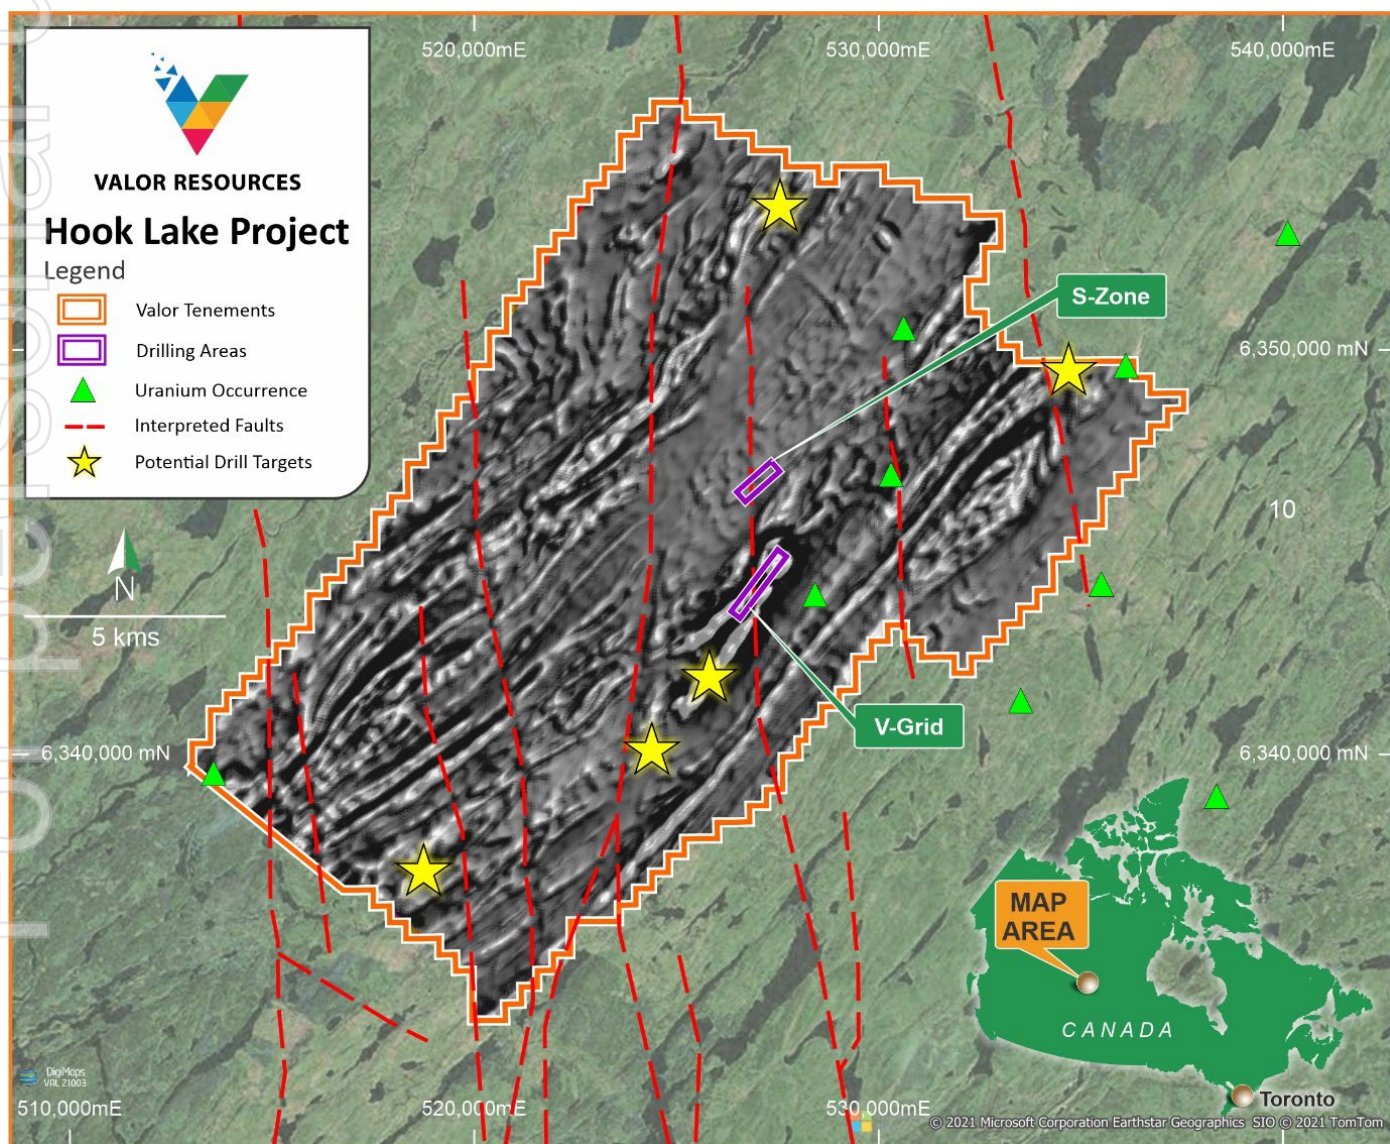 520,000mE
530,000mE
540,000mE
VALOR RESOURCES
Hook Lake Project
Legend
Valor Tenements
Drilling Areas
Uranium Occurrence
Interpreted Faults
Potential Drill Targets
S-Zone
6,350,000 mN
10
N
5 kms
V-Grid
6,340,000 mN
6,340,000 mN
MAP
AREA
CANADA
Toronto
DigiMaps
VAL 21003
510,000mE
520,000mE
530,000mE
© 2021 Microsoft Corporation Earthstar Geographics SIO © 2021 TomTom